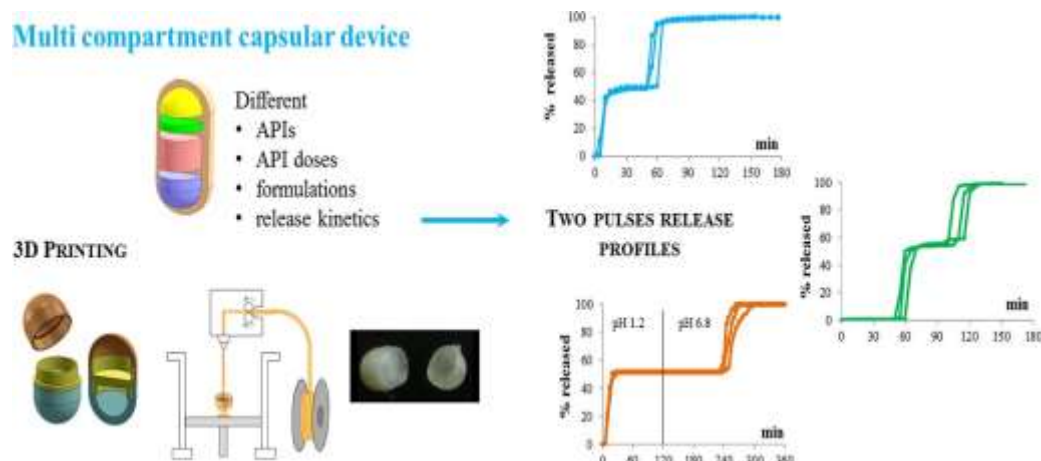 Multi compartment capsular device
Different
• APIs
• API doses
• formulations
• release kinetics
3D PRINTING
TWO PULSES RELEASE
PROFILES
% released
100
80
60
40
20
0
min
0 30 60 90 120 150 180
% released
100
80
60
40
20
0
min
0 30 60 90 120 150 180
% released
100
80
60
40
20
0
pH 1.2
pH 6.8
min
0 60 120 180 240 300 360